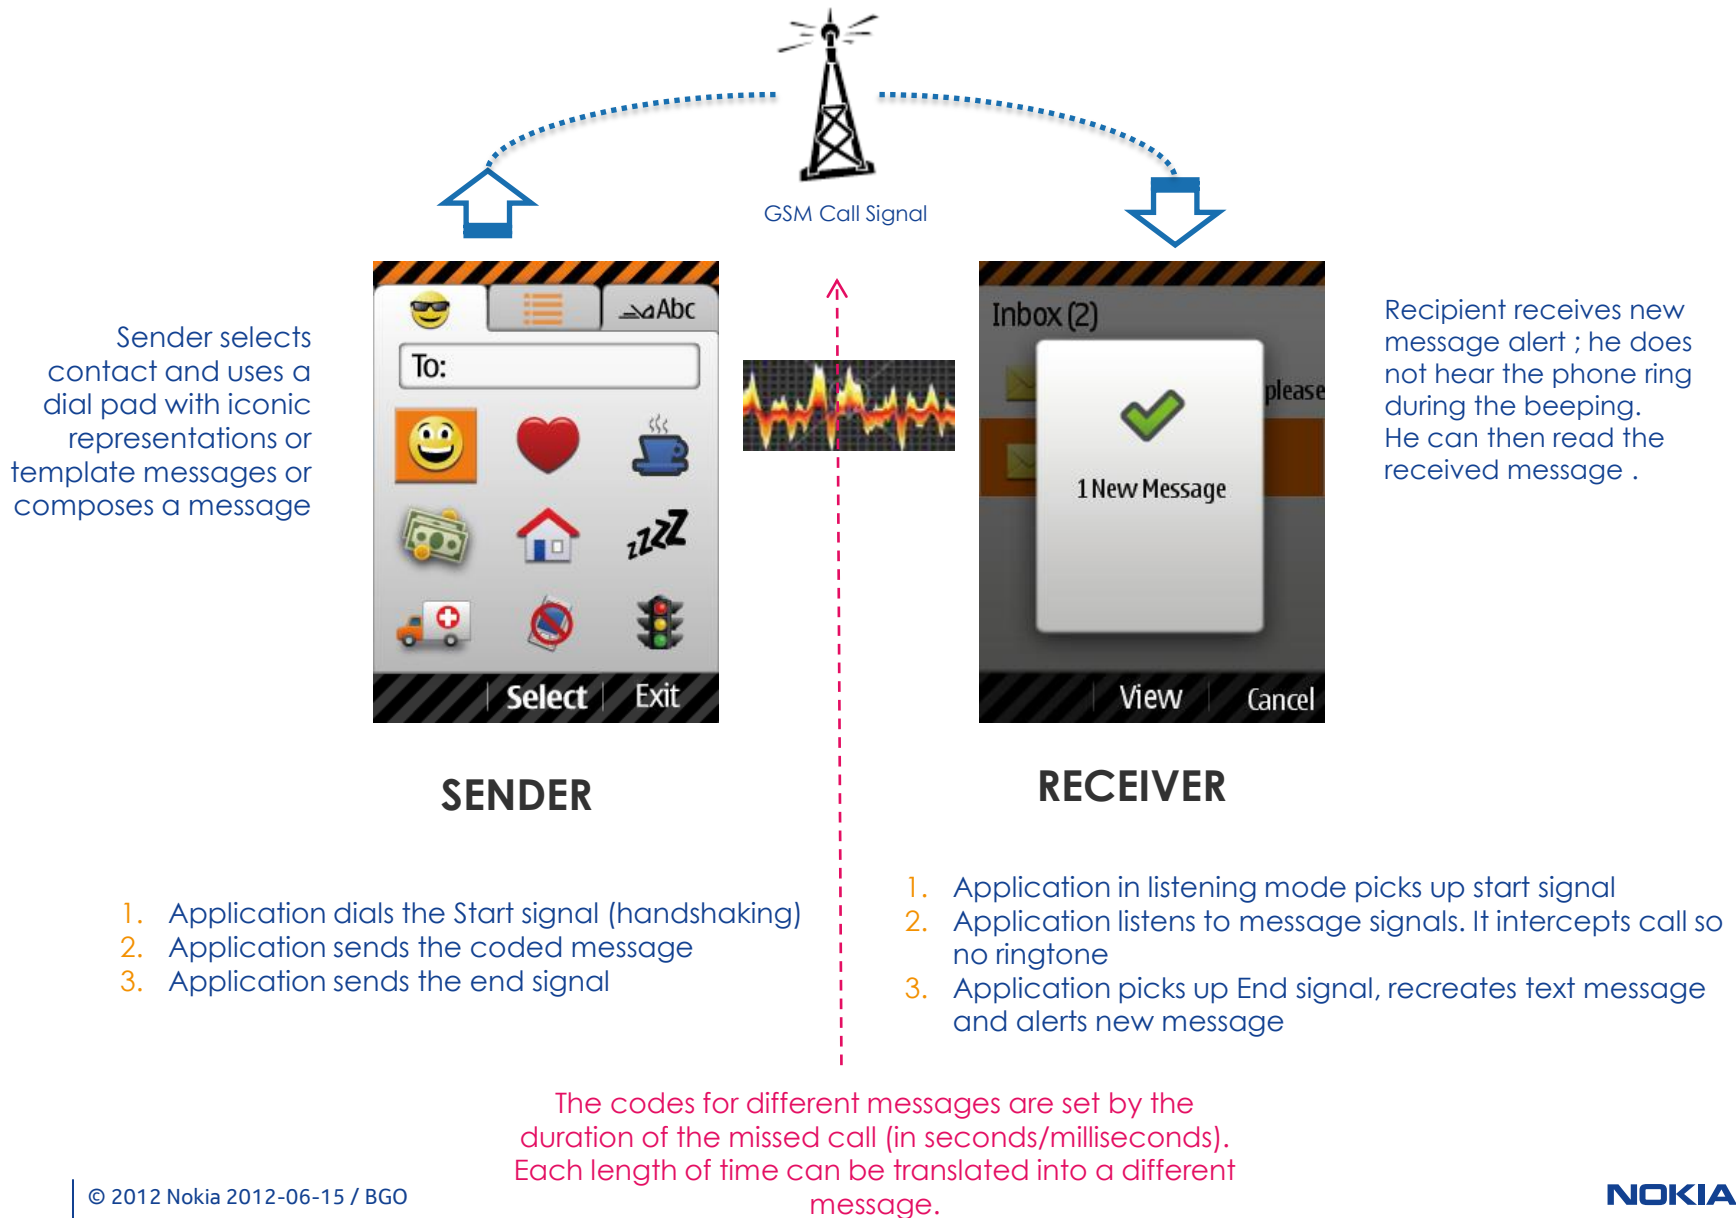 GSM Call Signal
Sender selects
contact and uses a
dial pad with iconic
representations or
template messages or
composes a message
Abc
To:
zzZZ
Select
Exit
Inbox (2)
please
1 New Message
View
Cancel
Recipient receives new
message alert ; he does
not hear the phone ring
during the beeping.
He can then read the
received message .
SENDER
RECEIVER
1. Application dials the Start signal (handshaking)
2. Application sends the coded message
3. Application sends the end signal
1. Application in listening mode picks up start signal
2. Application listens to message signals. It intercepts call so
no ringtone
3. Application picks up End signal, recreates text message
and alerts new message
The codes for different messages are set by the
duration of the missed call (in seconds/milliseconds).
Each length of time can be translated into a different
message.
© 2012 Nokia 2012-06-15 / BGO
NOKIA